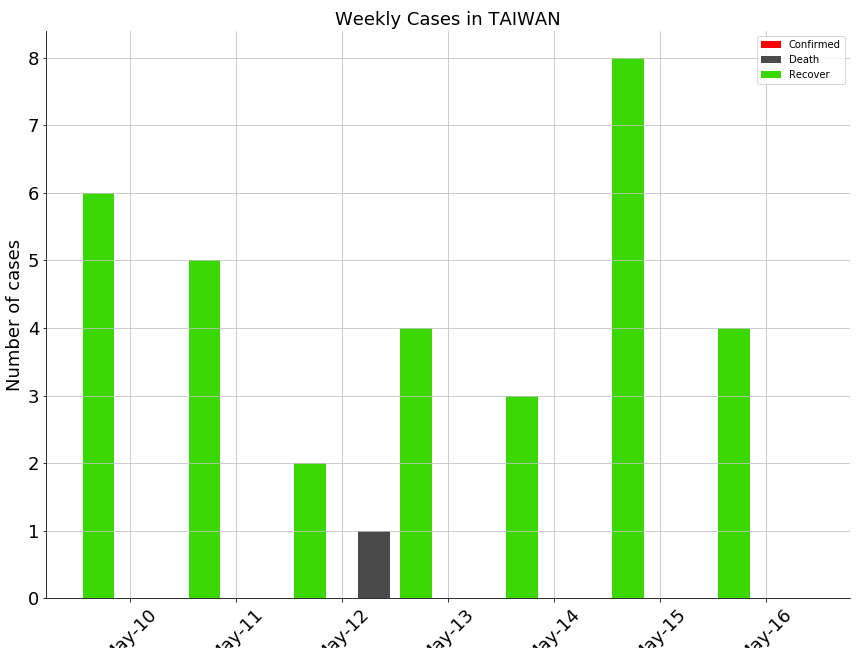 Weekly Cases in TAIWAN
Confirmed
Death
Recover
Number of cases
8
7
6
5
4
3
2
1
0
May-10
May-11
May-12
May-13
May-14
May-15
May-16